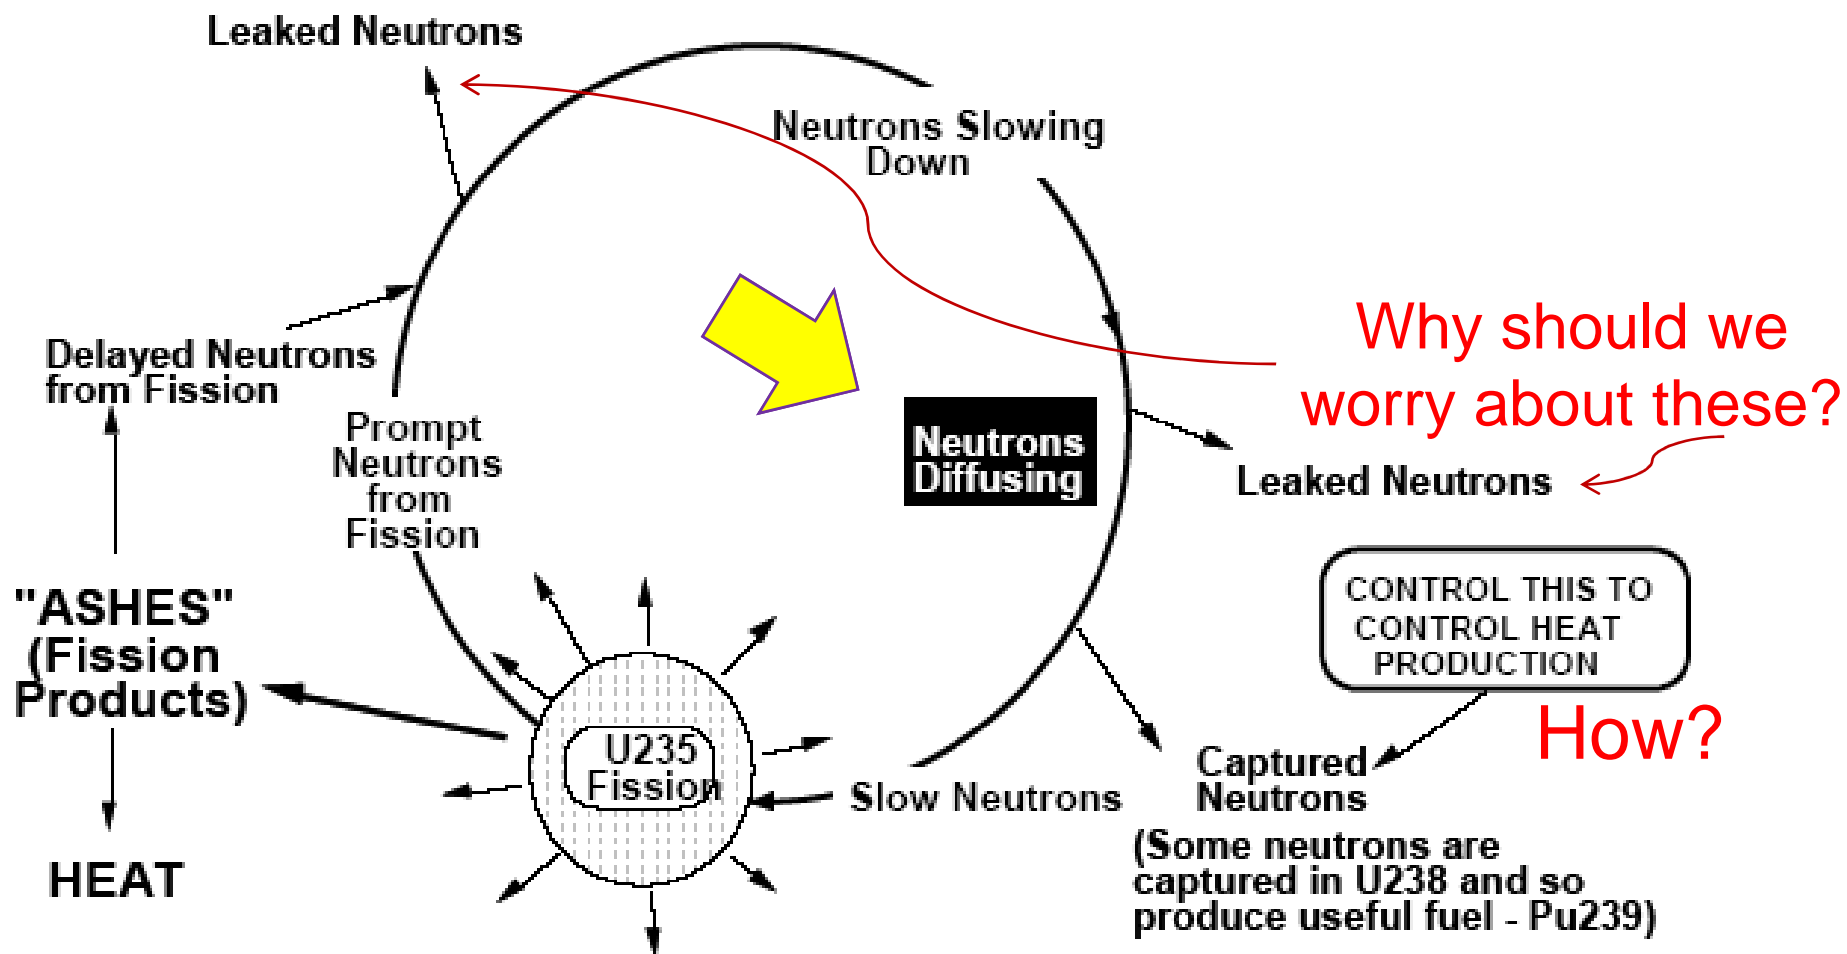 Leaked Neutrons
Neutrons Slowing
Down
Why should we
worry about these?
Delayed Neutrons
from Fission
Prompt
Neutrons
from
Fission
Neutrons
Diffusing
Leaked Neutrons
"ASHES"
(Fission
Products)
CONTROL THIS TO
CONTROL HEAT
PRODUCTION
How?
U235
Fission
Slow Neutrons
Captured
Neutrons
(Some neutrons are
captured in U238 and so
produce useful fuel - Pu239)
HEAT